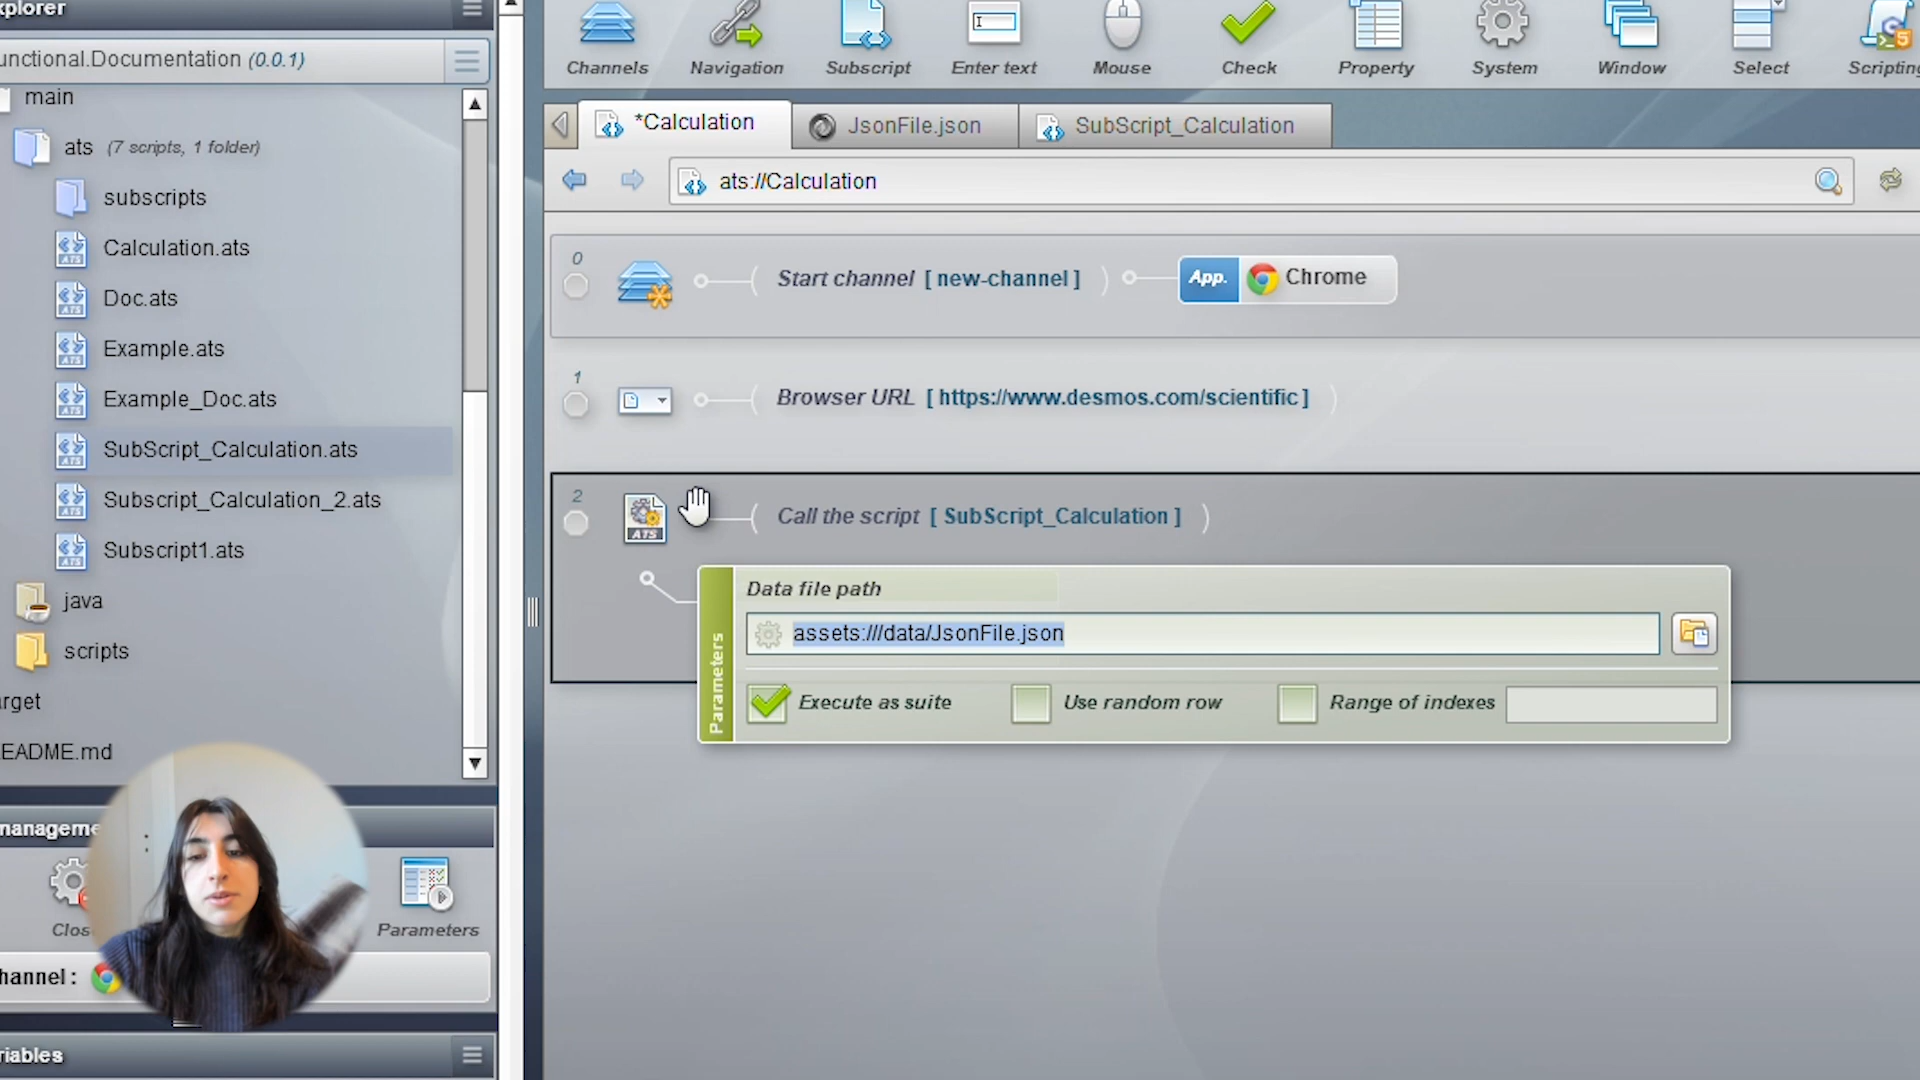 xplorer
unctional.Documentation (0.0.1)
main
ats (7 scripts, 1 folder)
subscripts
Calculation.ats
Doc.ats
Example.ats
Example_Doc.ats
SubScript_Calculation.ats
Subscript_Calculation_2.ats
Subscript1.ats
java
scripts
rget
EADME.md
manageme
Clos
Parameters
hannel :
riables
Channels
Navigation
Subscript
Enter text
Mouse
Check
Property
System
Window
Select
Scripting
*Calculation
JsonFile.json
SubScript_Calculation
ats://Calculation
0
Start channel [ new-channel ]
App.
Chrome
1
Browser URL [ https://www.desmos.com/scientific ]
2
ATS
Call the script [ SubScript_Calculation ]
Parameters
Data file path
assets:///data/JsonFile.json
Execute as suite
Use random row
Range of indexes